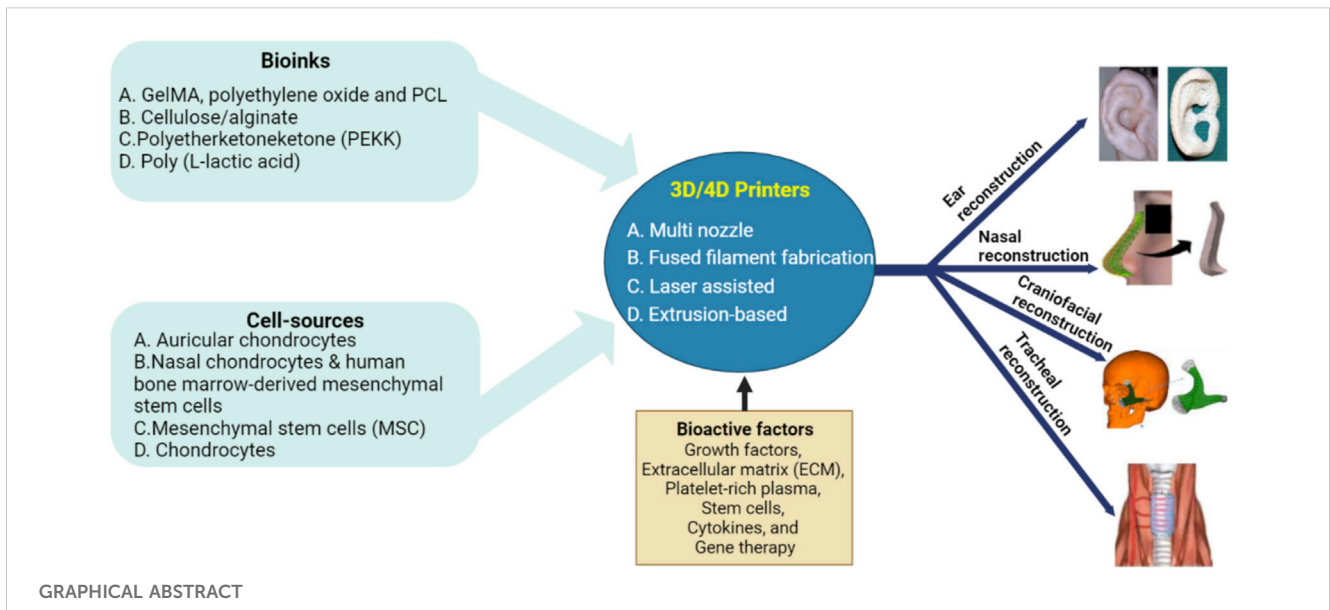 Bioinks
A. GelMA, polyethylene oxide and PCL
B. Cellulose/alginate
C.Polyetherketoneketone (PEKK)
D. Poly (L-lactic acid)
Cell-sources
A. Auricular chondrocytes
B.Nasal chondrocytes & human
bone marrow-derived mesenchymal
stem cells
C.Mesenchymal stem cells (MSC)
D. Chondrocytes
3D/4D Printers
A. Multi nozzle
B. Fused filament fabrication
C. Laser assisted
D. Extrusion-based
Bioactive factors
Growth factors,
Extracellular matrix (ECM),
Platelet-rich plasma,
Stem cells,
Cytokines, and
Gene therapy
Ear
reconstruction
Nasal
reconstruction
Craniofacial
reconstruction
Tracheal
reconstruction
GRAPHICAL ABSTRACT